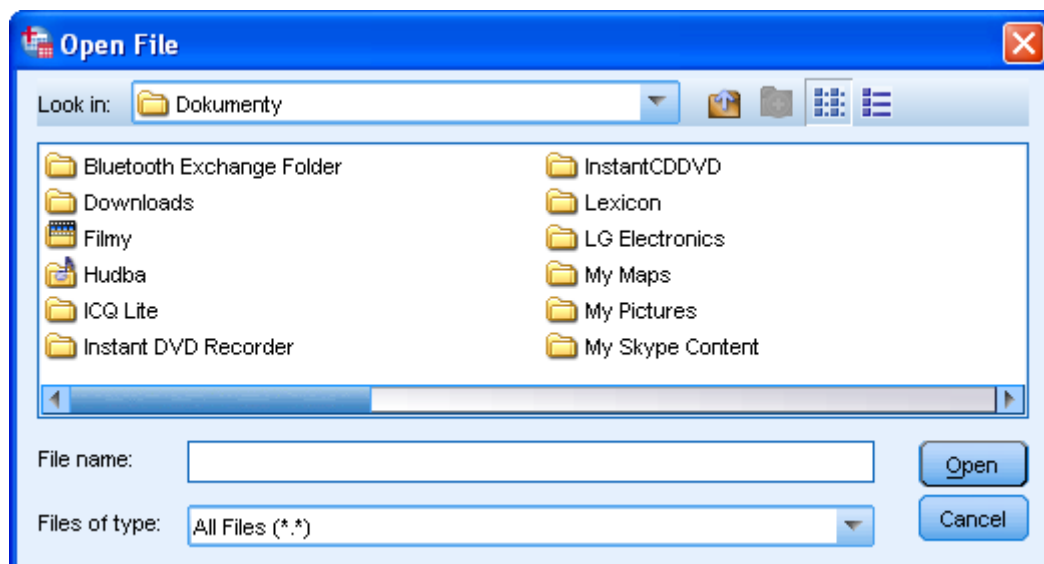 Open File
Look in: Dokumenty
Bluetooth Exchange Folder
Downloads
Filmy
Hudba
ICQ Lite
Instant DVD Recorder
InstantCDDVD
Lexicon
LG Electronics
My Maps
My Pictures
My Skype Content
File name:
Open
Files of type: All Files (*.*)
Cancel